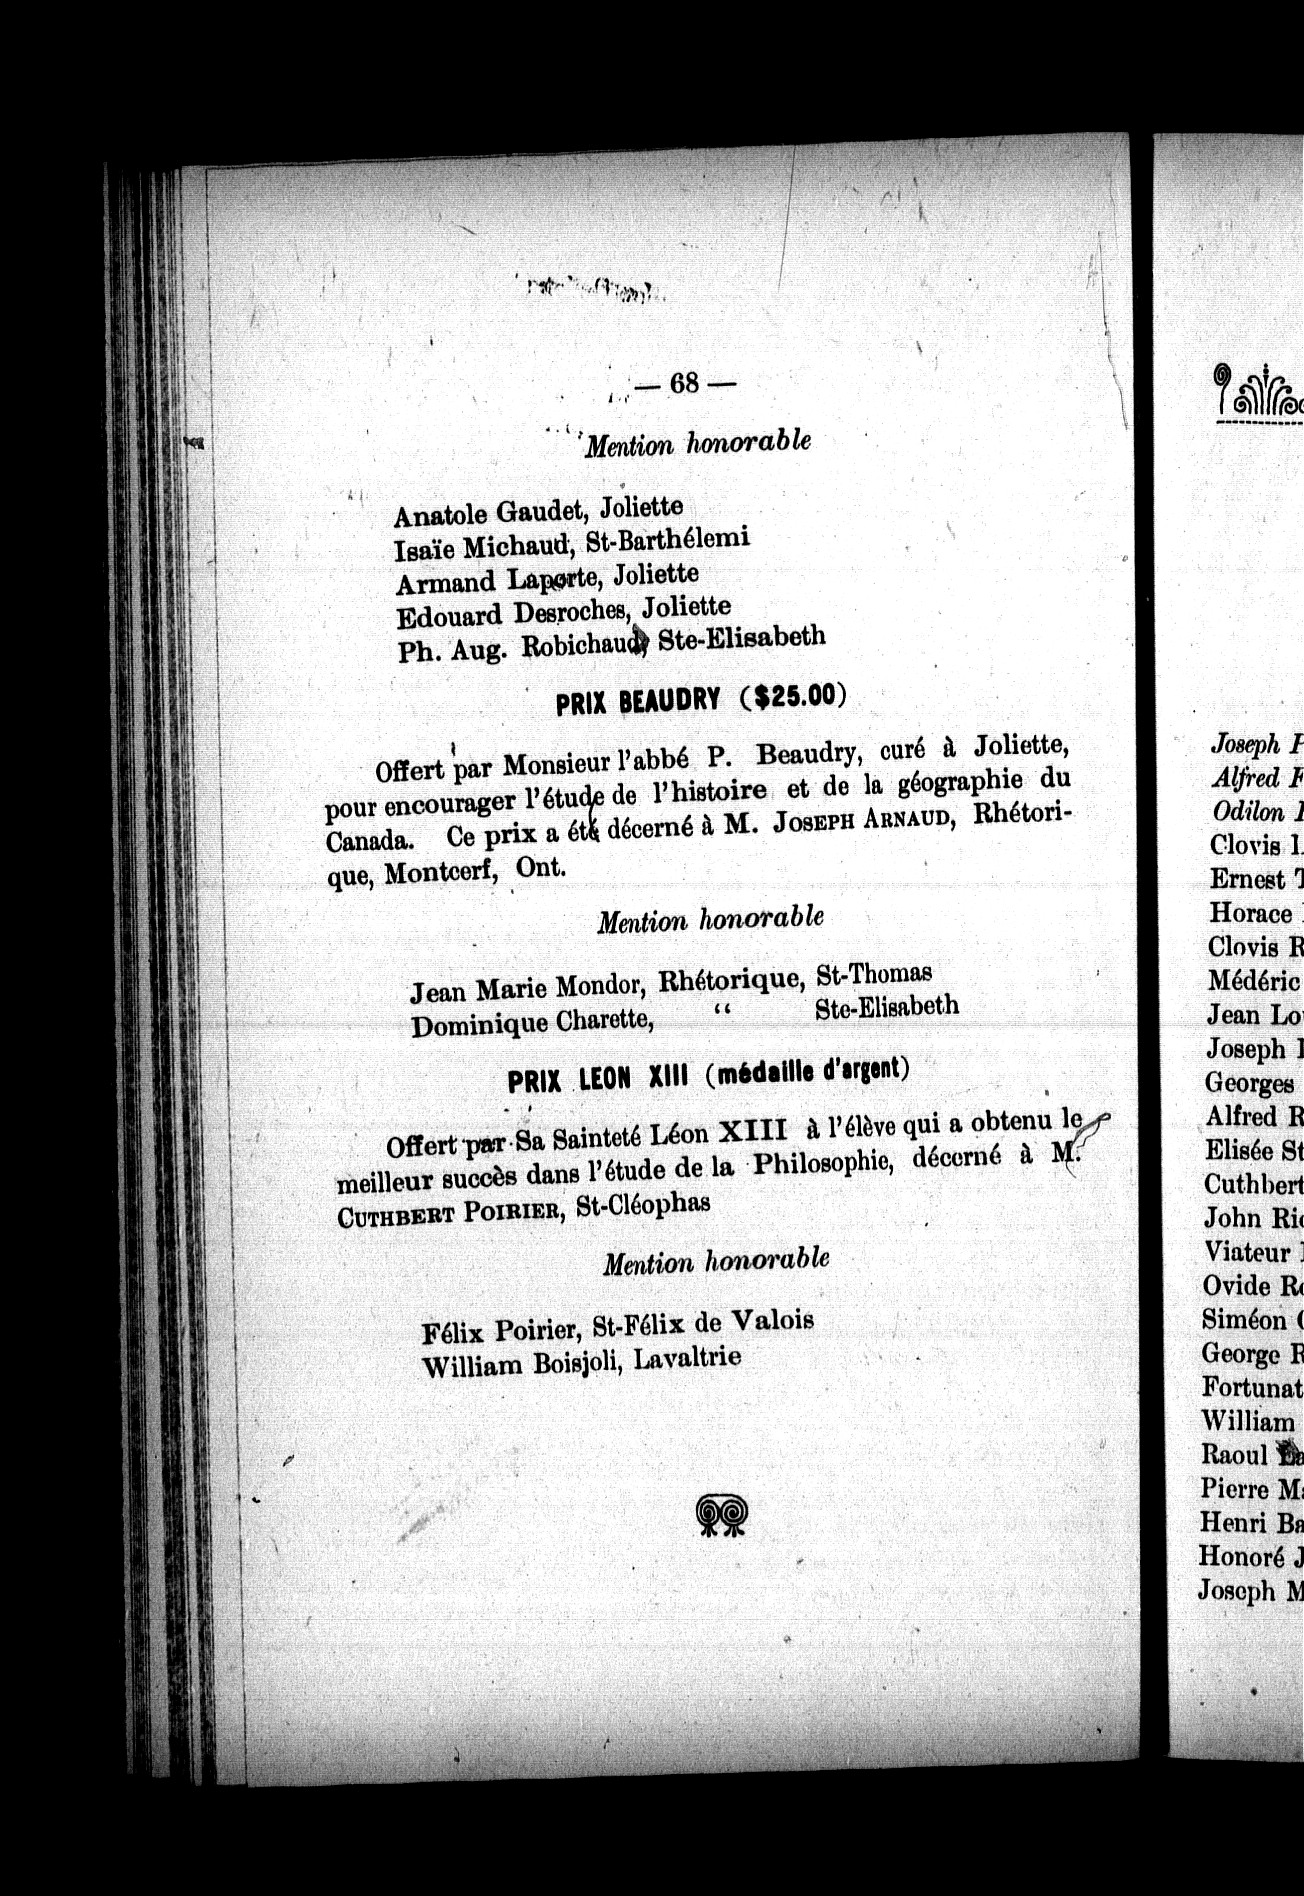 — 68 —
Mention honorable
Anatole Gaudet, Joliette
Isaïe Michaud, St-Barthélemi
Armand Laporte, Joliette
Edouard Desroches, Joliette
Ph. Aug. Robichaud, Ste-Elisabeth
PRIX BEAUDRY ($25.00)
Offert par Monsieur l'abbé P. Beaudry, curé à Joliette,
pour encourager l'étude de l'histoire et de la géographie du
Canada. Ce prix a été décerné à M. JOSEPH ARNAUD, Rhétori-
que, Montcerf, Ont.
Mention honorable
Jean Marie Mondor, Rhétorique, St-Thomas
Dominique Charette, “ Ste-Elisabeth
PRIX LEON XIII (médaille d'argent)
Offert par Sa Sainteté Léon XIII à l'élève qui a obtenu le
meilleur succès dans l'étude de la Philosophie, décerné à M.
CUTHBERT POIRIER, St-Cléophas
Mention honorable
Félix Poirier, St-Félix de Valois
William Boisjoli, Lavaltrie
Joseph
Alfred
Odilon
Clovis
Ernest
Horace
Clovis
Médéric
Jean
Joseph
Georges
Alfred
Elisée
Cuthbert
John
Viateur
Ovide
Siméon
George
Fortunat
William
Raoul
Pierre
Henri
Honoré
Joseph